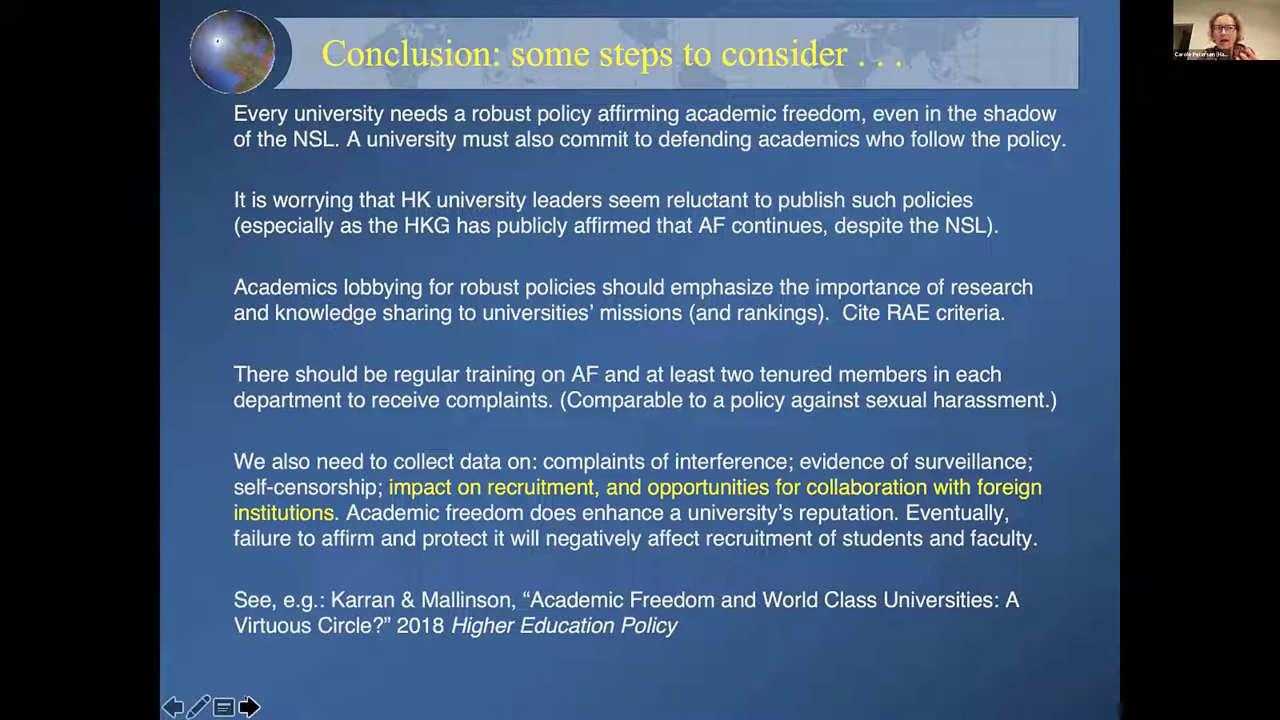 Conclusion: some steps to consider . . .
Carole Petersen (Ha...
Every university needs a robust policy affirming academic freedom, even in the shadow
of the NSL. A university must also commit to defending academics who follow the policy.
It is worrying that HK university leaders seem reluctant to publish such policies
(especially as the HKG has publicly affirmed that AF continues, despite the NSL).
Academics lobbying for robust policies should emphasize the importance of research
and knowledge sharing to universities’ missions (and rankings). Cite RAE criteria.
There should be regular training on AF and at least two tenured members in each
department to receive complaints. (Comparable to a policy against sexual harassment.)
We also need to collect data on: complaints of interference; evidence of surveillance;
self-censorship; impact on recruitment, and opportunities for collaboration with foreign
institutions. Academic freedom does enhance a university’s reputation. Eventually,
failure to affirm and protect it will negatively affect recruitment of students and faculty.
See, e.g.: Karran & Mallinson, “Academic Freedom and World Class Universities: A
Virtuous Circle?” 2018 Higher Education Policy